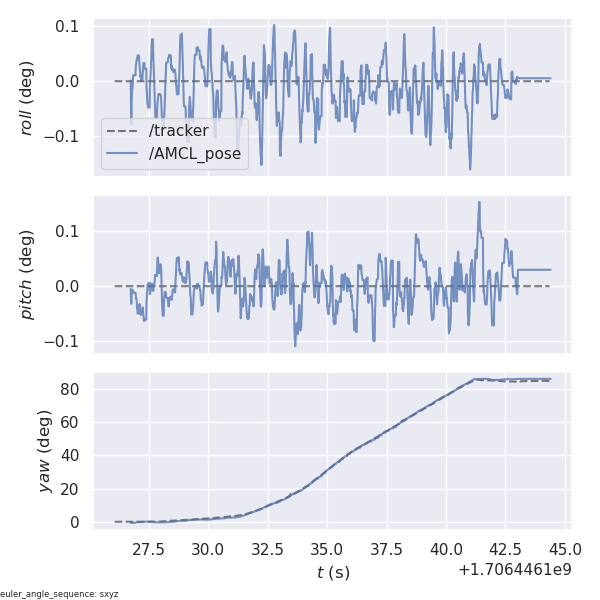 0.1
0.0
−0.1
roll (deg)
/tracker
/AMCL_pose
0.1
0.0
−0.1
pitch (deg)
80
60
40
20
0
yaw (deg)
27.5 30.0 32.5 35.0 37.5 40.0 42.5 45.0
t (s)
+1.7064461e9
euler_angle_sequence: sxyz